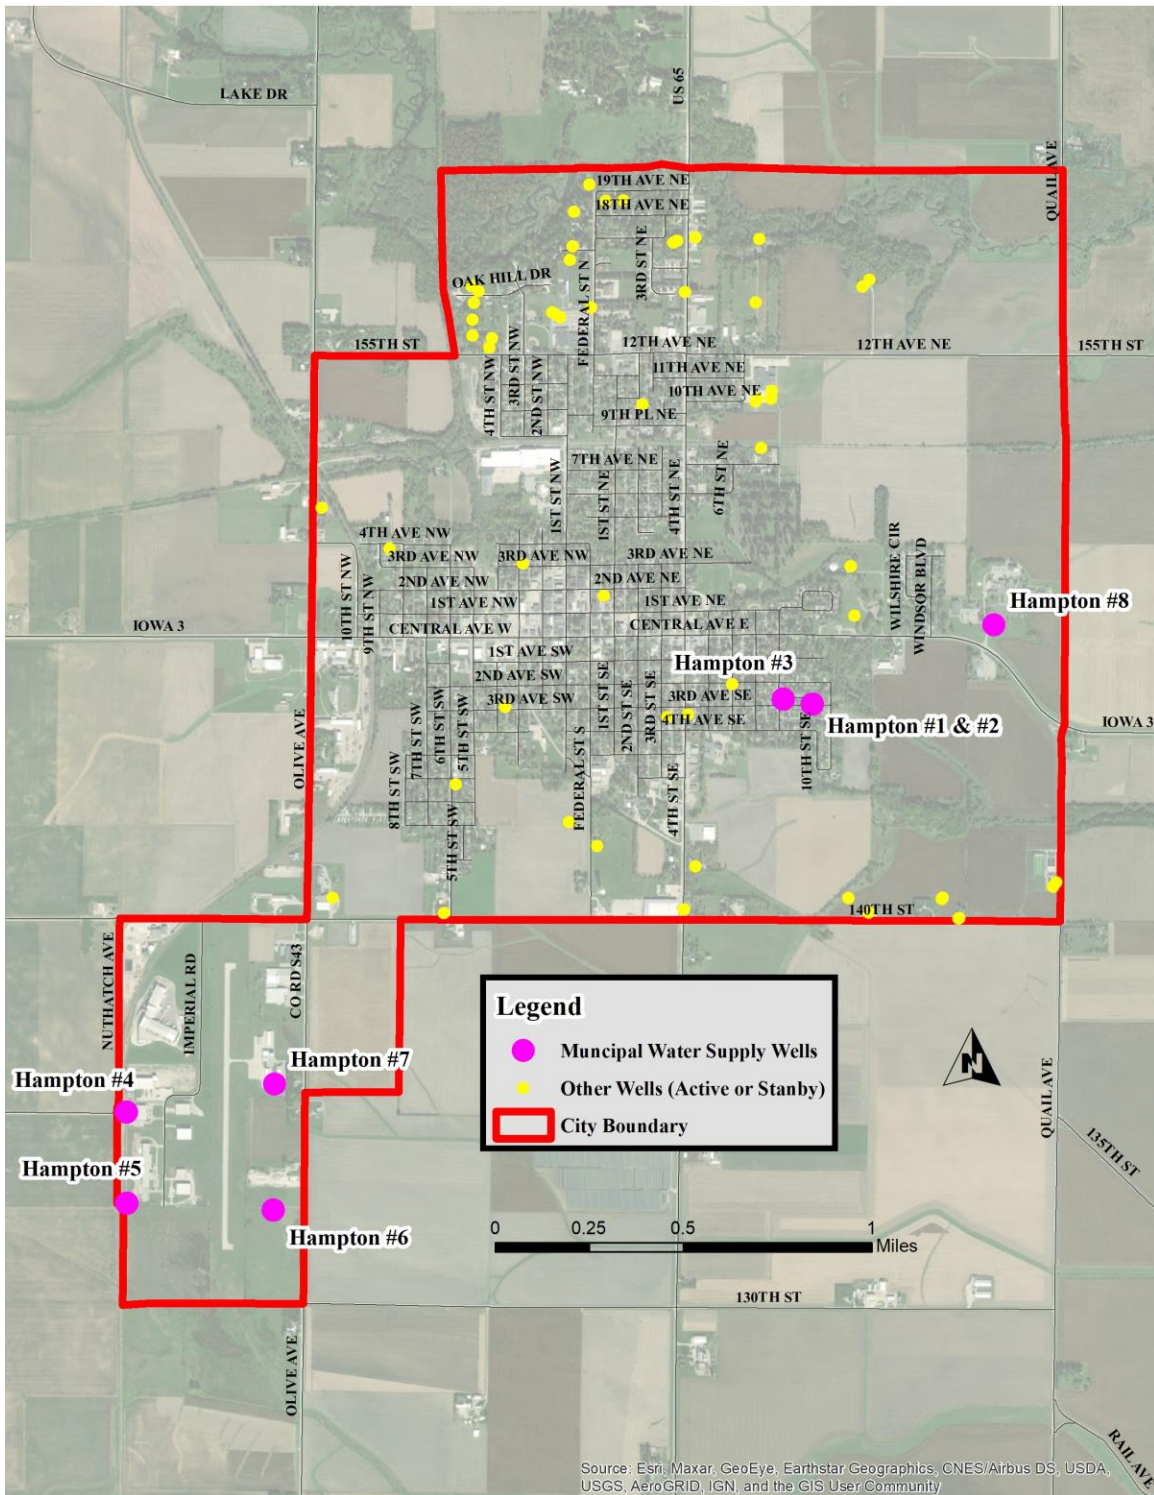 LAKE DR
US 65
QUAIL AVE
19TH AVE NE
18TH AVE NE
3RD ST NE
OAK HILL DR
FEDERAL ST N
155TH ST
12TH AVE NE
12TH AVE NE
155TH ST
11TH AVE NE
10TH AVE NE
9TH PL NE
4TH ST NW
3RD ST NW
2ND ST NW
7TH AVE NE
1ST ST NW
1ST ST NE
4TH ST NE
6TH ST NE
4TH AVE NW
3RD AVE NW
3RD AVE NW
3RD AVE NE
2ND AVE NW
2ND AVE NE
1ST AVE NW
1ST AVE NE
10TH ST NW
9TH ST NW
WILSHIRE CIR
WINDSOR BLVD
Hampton #8
IOWA 3
CENTRAL AVE W
CENTRAL AVE E
1ST AVE SW
Hampton #3
2ND AVE SW
3RD AVE SW
3RD AVE SE
4TH AVE SE
Hampton #1 & #2
IOWA 3
OLIVE AVE
8TH ST SW
7TH ST SW
6TH ST SW
5TH ST SW
5TH ST SW
FEDERAL ST S
1ST ST SE
2ND ST SE
3RD ST SE
4TH ST SE
10TH ST SE
140TH ST
NUTHATCH AVE
IMPERIAL RD
CO RD S43
Hampton #7
Hampton #4
Hampton #5
Hampton #6
Legend
Muncipal Water Supply Wells
Other Wells (Active or Stanby)
City Boundary
N
QUAIL AVE
135TH ST
0 0.25 0.5 1
Miles
130TH ST
OLIVE AVE
RAIL AVE
Source: Esri, Maxar, GeoEye, Earthstar Geographics, CNES/Airbus DS, USDA,
USGS, AeroGRID, IGN, and the GIS User Community